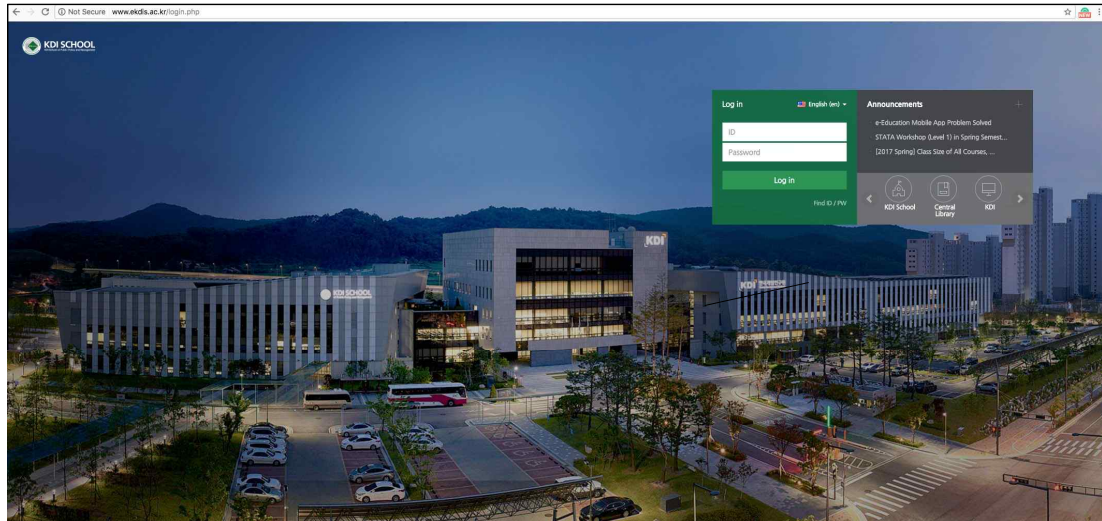 Not Secure www.ekdis.ac.kr/login.php
NEW
KDI SCHOOL
Log in
English (en)
ID
Password
Log in
Find ID / PW
Announcements
e-Education Mobile App Problem Solved
STATA Workshop (Level 1) in Spring Semest...
[2017 Spring] Class Size of All Courses, ...
KDI School
Central Library
KDI
KDI
KDI SCHOOL
KDI